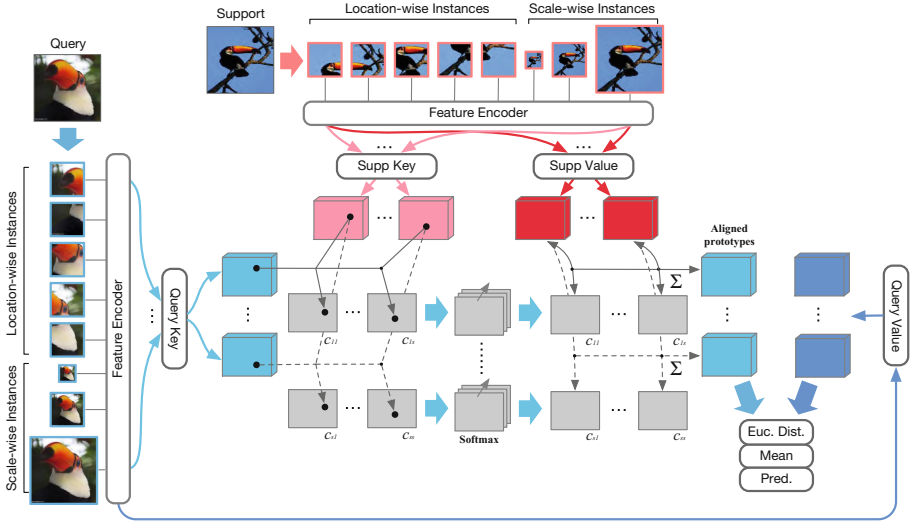 Support
Location-wise Instances
Scale-wise Instances
Query
Feature Encoder
...
...
Supp Key
Supp Value
Location-wise Instances
Scale-wise Instances
Feature Encoder
...
Query Key
...
...
Aligned
prototypes
Σ
...
...
...
C11
C1s
C11
C1s
Query Value
Σ
...
...
Cs1
Css
Softmax
Cs1
Css
Euc. Dist.
Mean
Pred.